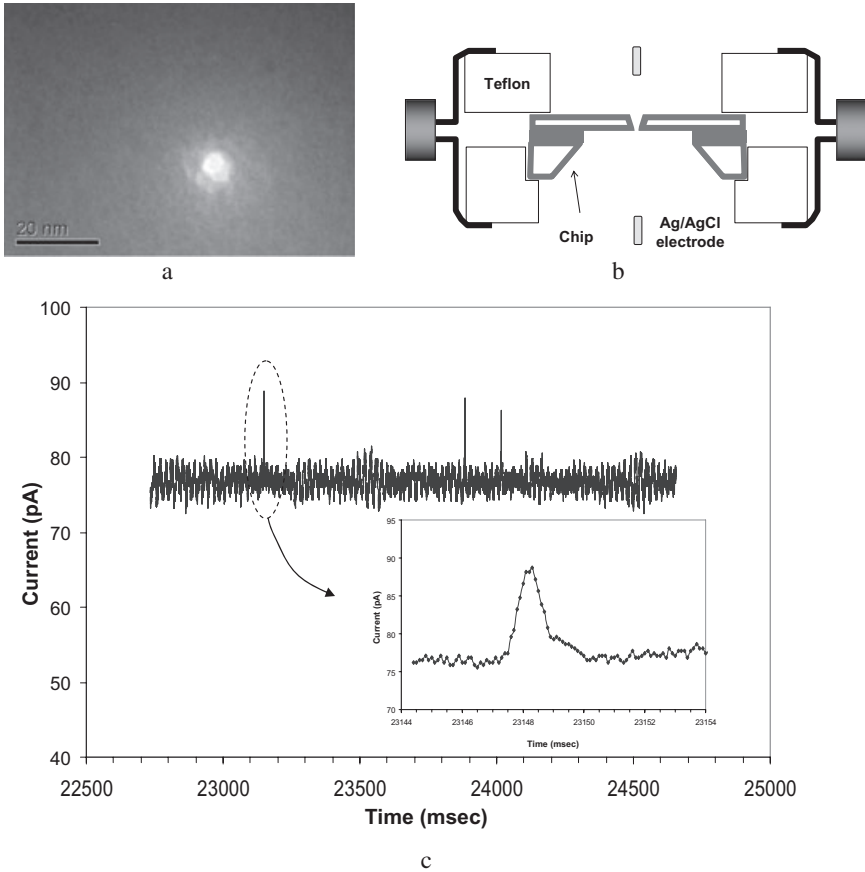 20 nm
a
Teflon
Chip
Ag/AgCl
electrode
b
100
90
80
70
60
50
40
Current (pA)
95
90
85
80
75
70
Current (pA)
23144 23146 23148 23150 23152 23154
Time (msec)
22500 23000 23500 24000 24500 25000
Time (msec)
c